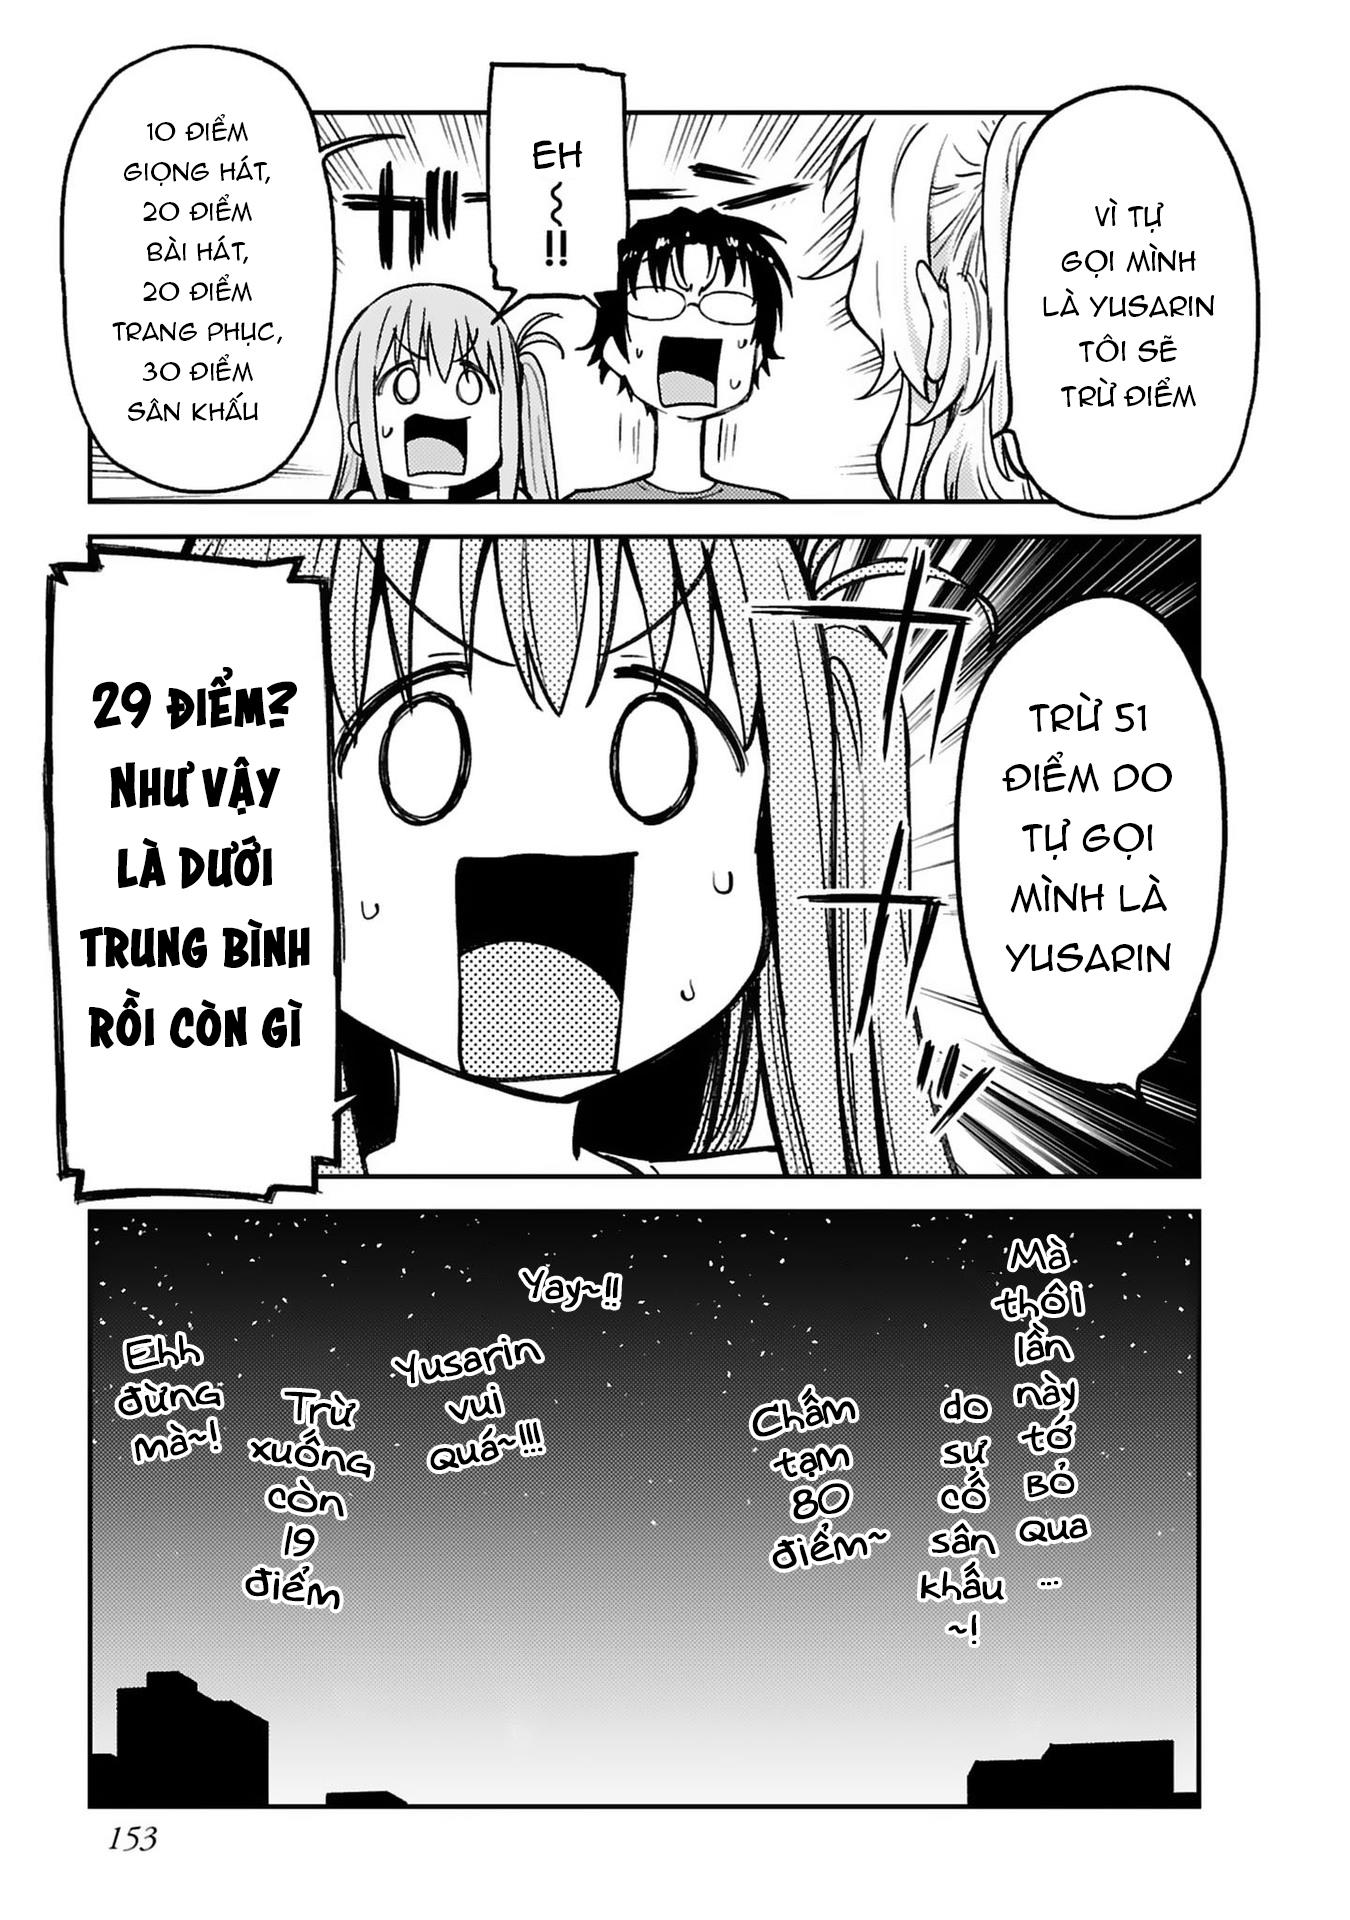 VÌ TỰ
GỌI MÌNH
LÀ YUSARIN
TÔI SẼ
TRỪ ĐIỂM
EH
~!!
ガーーン
10 ĐIỂM
GIỌNG HÁT,
20 ĐIỂM
BÀI HÁT,
20 ĐIỂM
TRANG PHỤC,
30 ĐIỂM
SÂN KHẤU
TRỪ 51
ĐIỂM DO
TỰ GỌI
MÌNH LÀ
YUSARIN
29 ĐIỂM?
NHƯ VẬY
LÀ DƯỚI
TRUNG BÌNH
RỒI CÒN GÌ
Mà
thôi
lần
này
tớ
Bỏ
Qua
...
do
sự
cố
sân
khấu
~!
Chấm
tạm
80
điểm~
Yay~!!
Yusarin
vui
quá~!!!
Trừ
xuống
còn
19
điểm
Ehh
đừng
mà~!
153